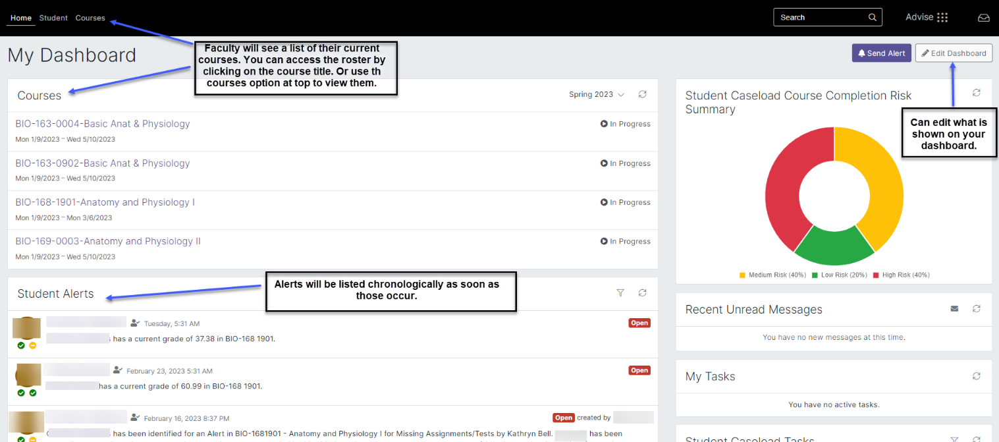 Home Student Courses
Search
Advise
My Dashboard
Faculty will see a list of their current
courses. You can access the roster by
clicking on the course title. Or use th
courses option at top to view them.
Send Alert
Edit Dashboard
Courses
Spring 2023
BIO-163-0004-Basic Anat & Physiology
In Progress
Mon 1/9/2023 – Wed 5/10/2023
BIO-163-0902-Basic Anat & Physiology
In Progress
Mon 1/9/2023 – Wed 5/10/2023
BIO-168-1901-Anatomy and Physiology I
In Progress
Mon 1/9/2023 – Mon 3/6/2023
BIO-169-0003-Anatomy and Physiology II
In Progress
Mon 1/9/2023 – Wed 5/10/2023
Student Alerts
Alerts will be listed chronologically as soon as
those occur.
Tuesday, 5:31 AM
Open
has a current grade of 37.38 in BIO-168 1901.
February 23, 2023 5:31 AM
Open
has a current grade of 60.99 in BIO-168 1901.
February 16, 2023 8:37 PM
Open created by
has been identified for an Alert in BIO-1681901 - Anatomy and Physiology I for Missing Assignments/Tests by Kathryn Bell. has been
Student Caseload Course Completion Risk
Summary
Can edit what is
shown on your
dashboard.
Medium Risk (40%) Low Risk (20%) High Risk (40%)
Recent Unread Messages
You have no new messages at this time.
My Tasks
You have no active tasks.
Student Caseload Tasks